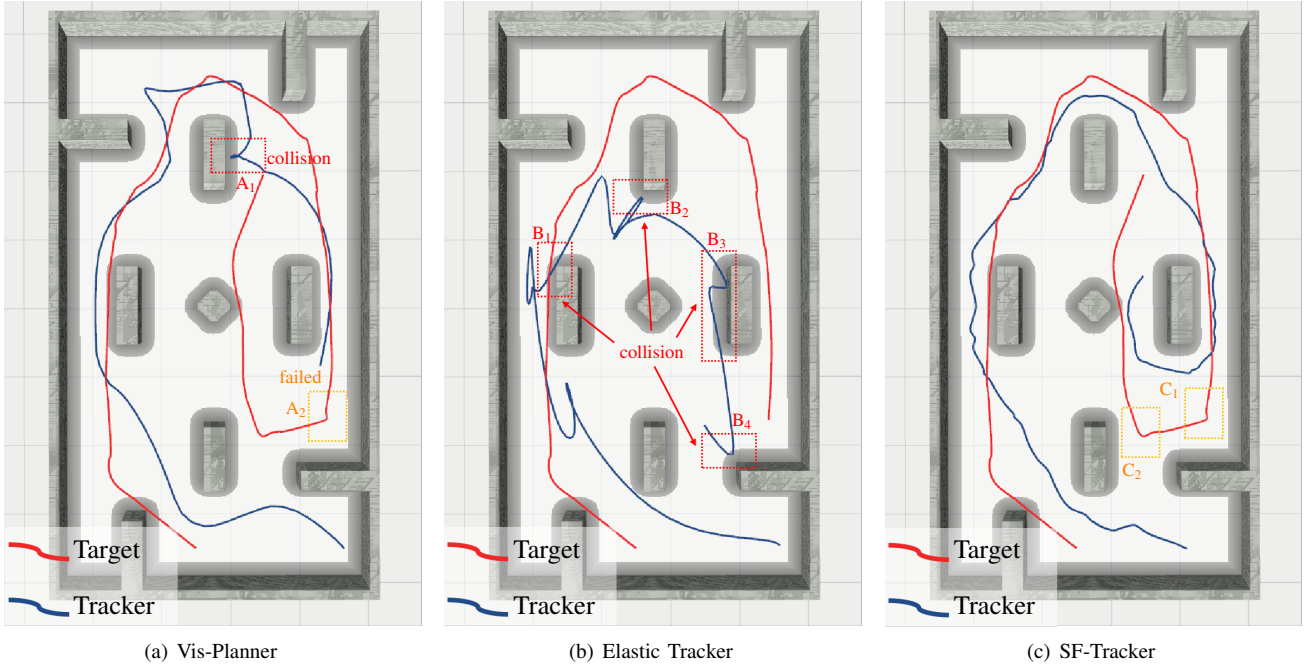 collision
A1
failed
A2
Target
Tracker
(a) Vis-Planner
B1
B2
B3
collision
B4
Target
Tracker
(b) Elastic Tracker
C1
C2
Target
Tracker
(c) SF-Tracker